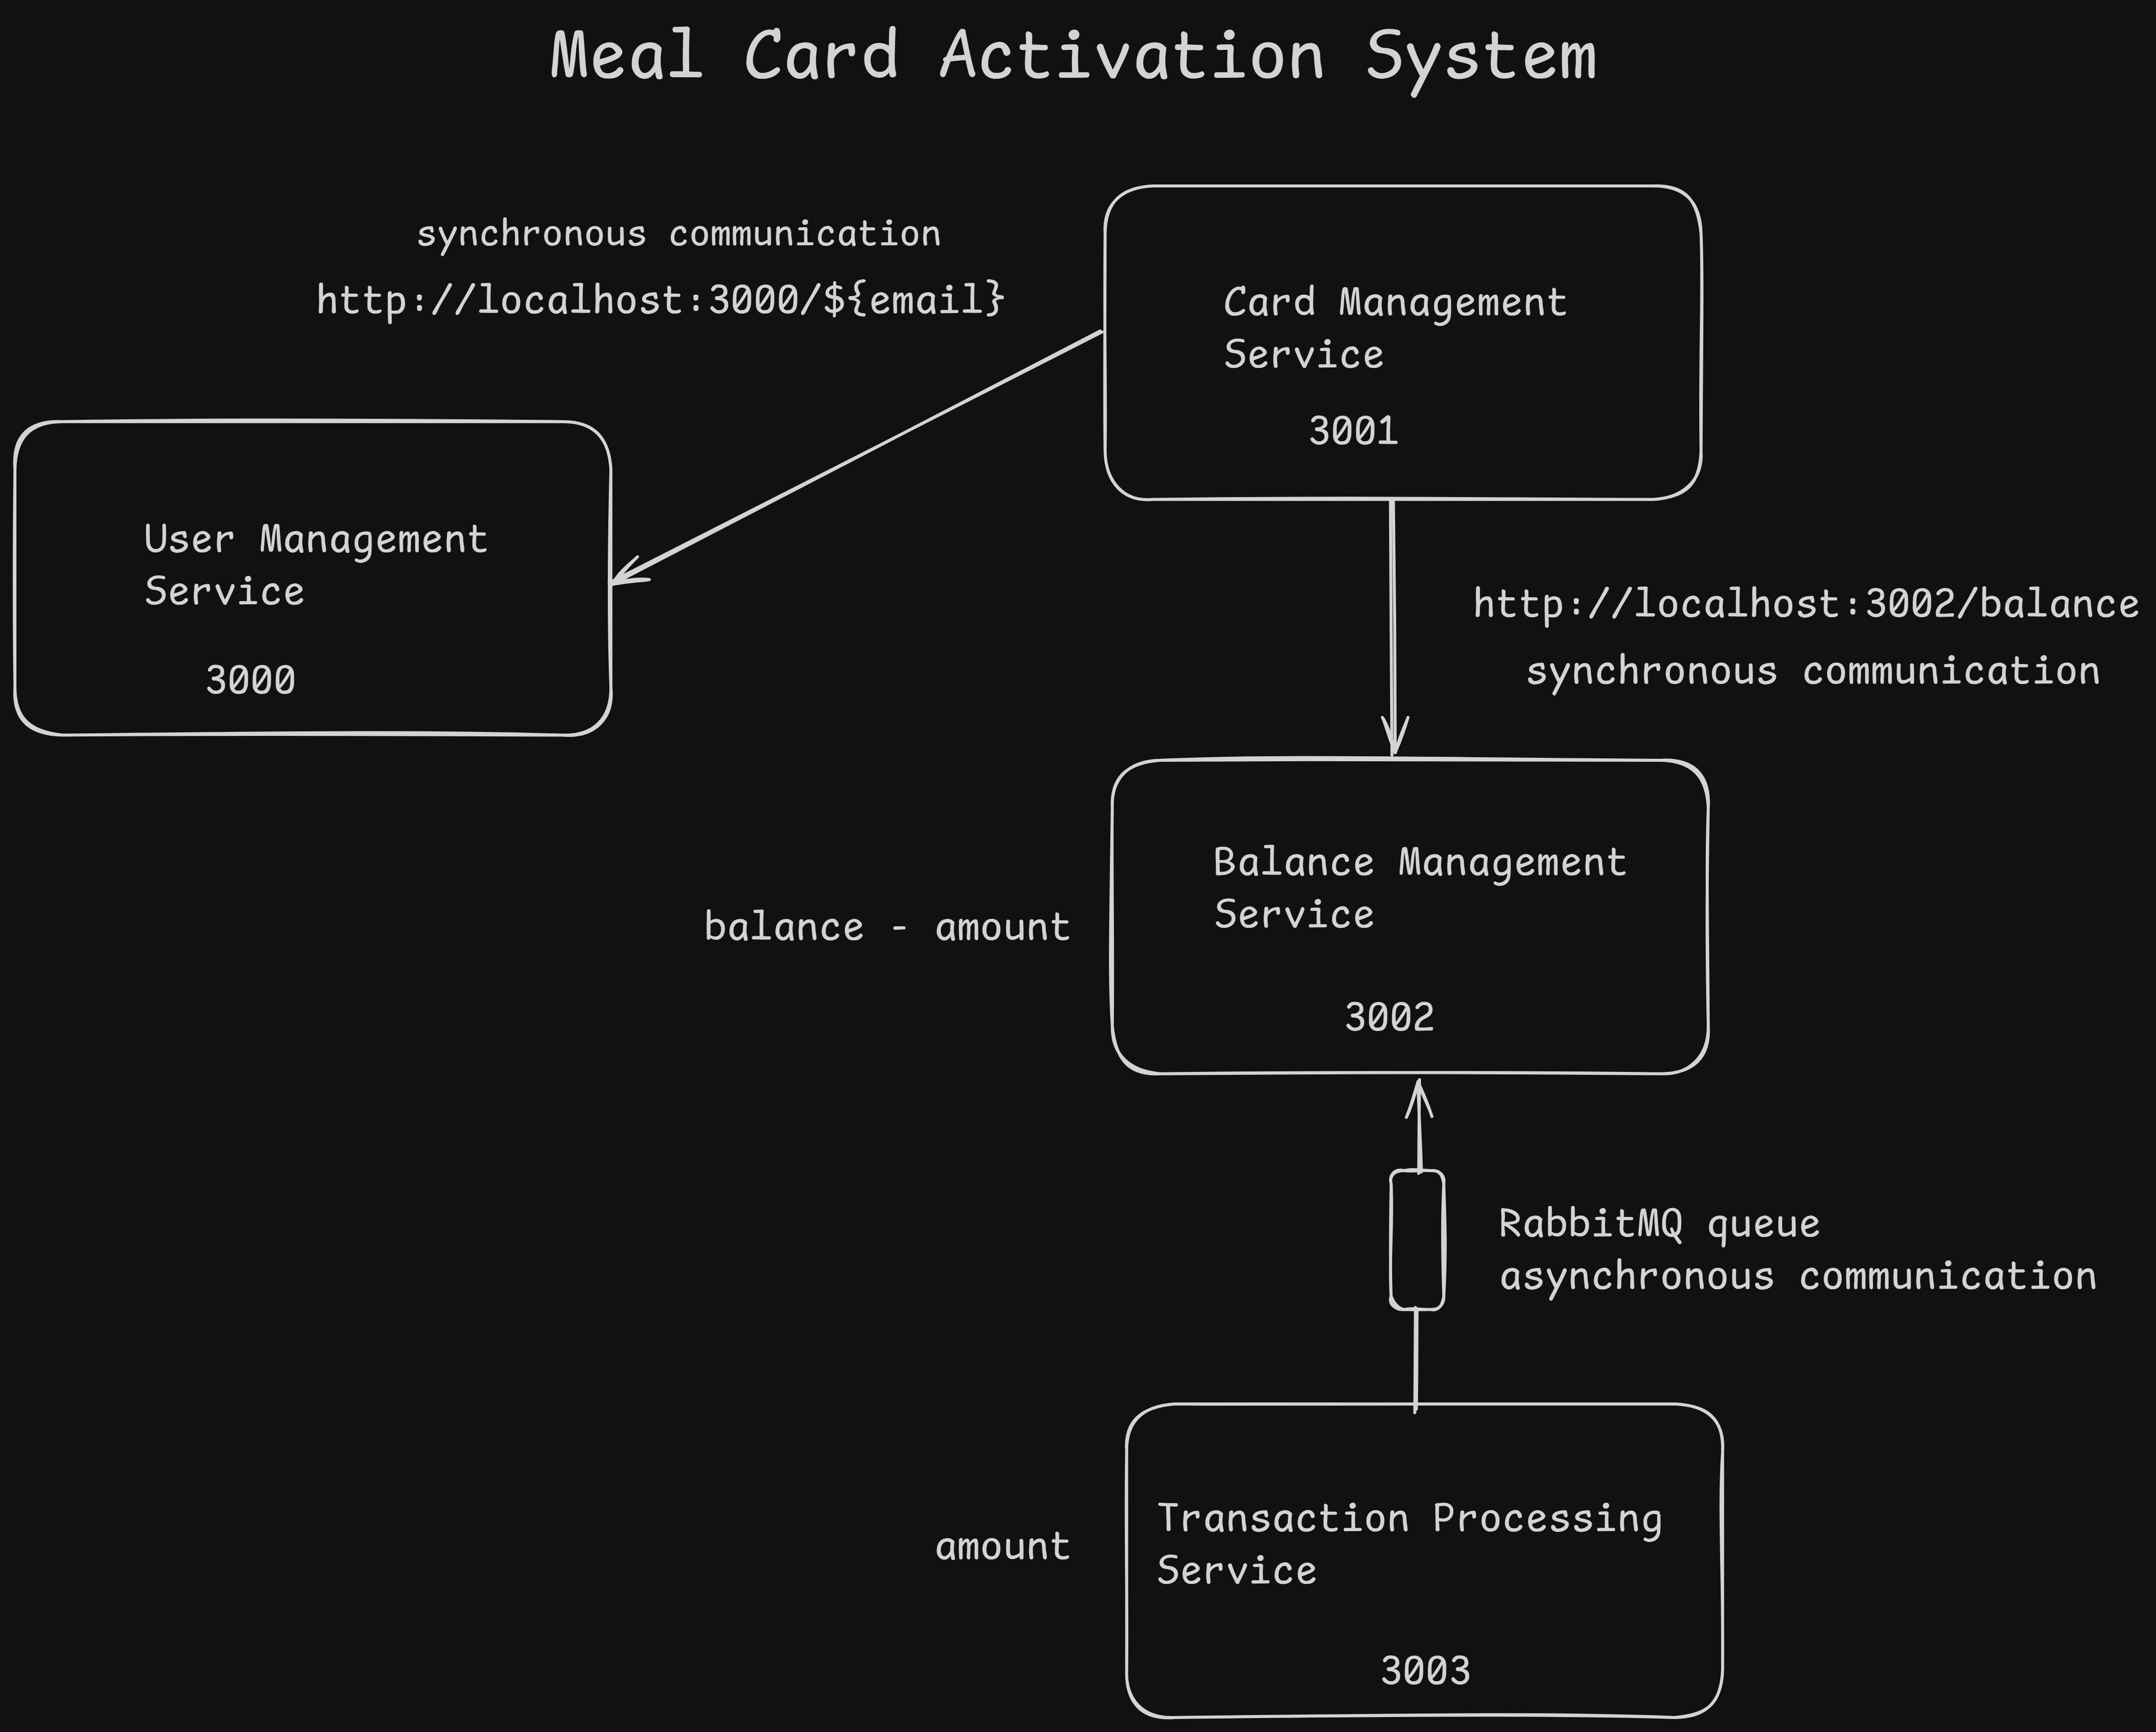 Meal Card Activation System
synchronous communication
http://localhost:3000/${email}
Card Management
Service
3001
User Management
Service
3000
http://localhost:3002/balance
synchronous communication
Balance Management
Service
3002
balance - amount
RabbitMQ queue
asynchronous communication
Transaction Processing
Service
3003
amount